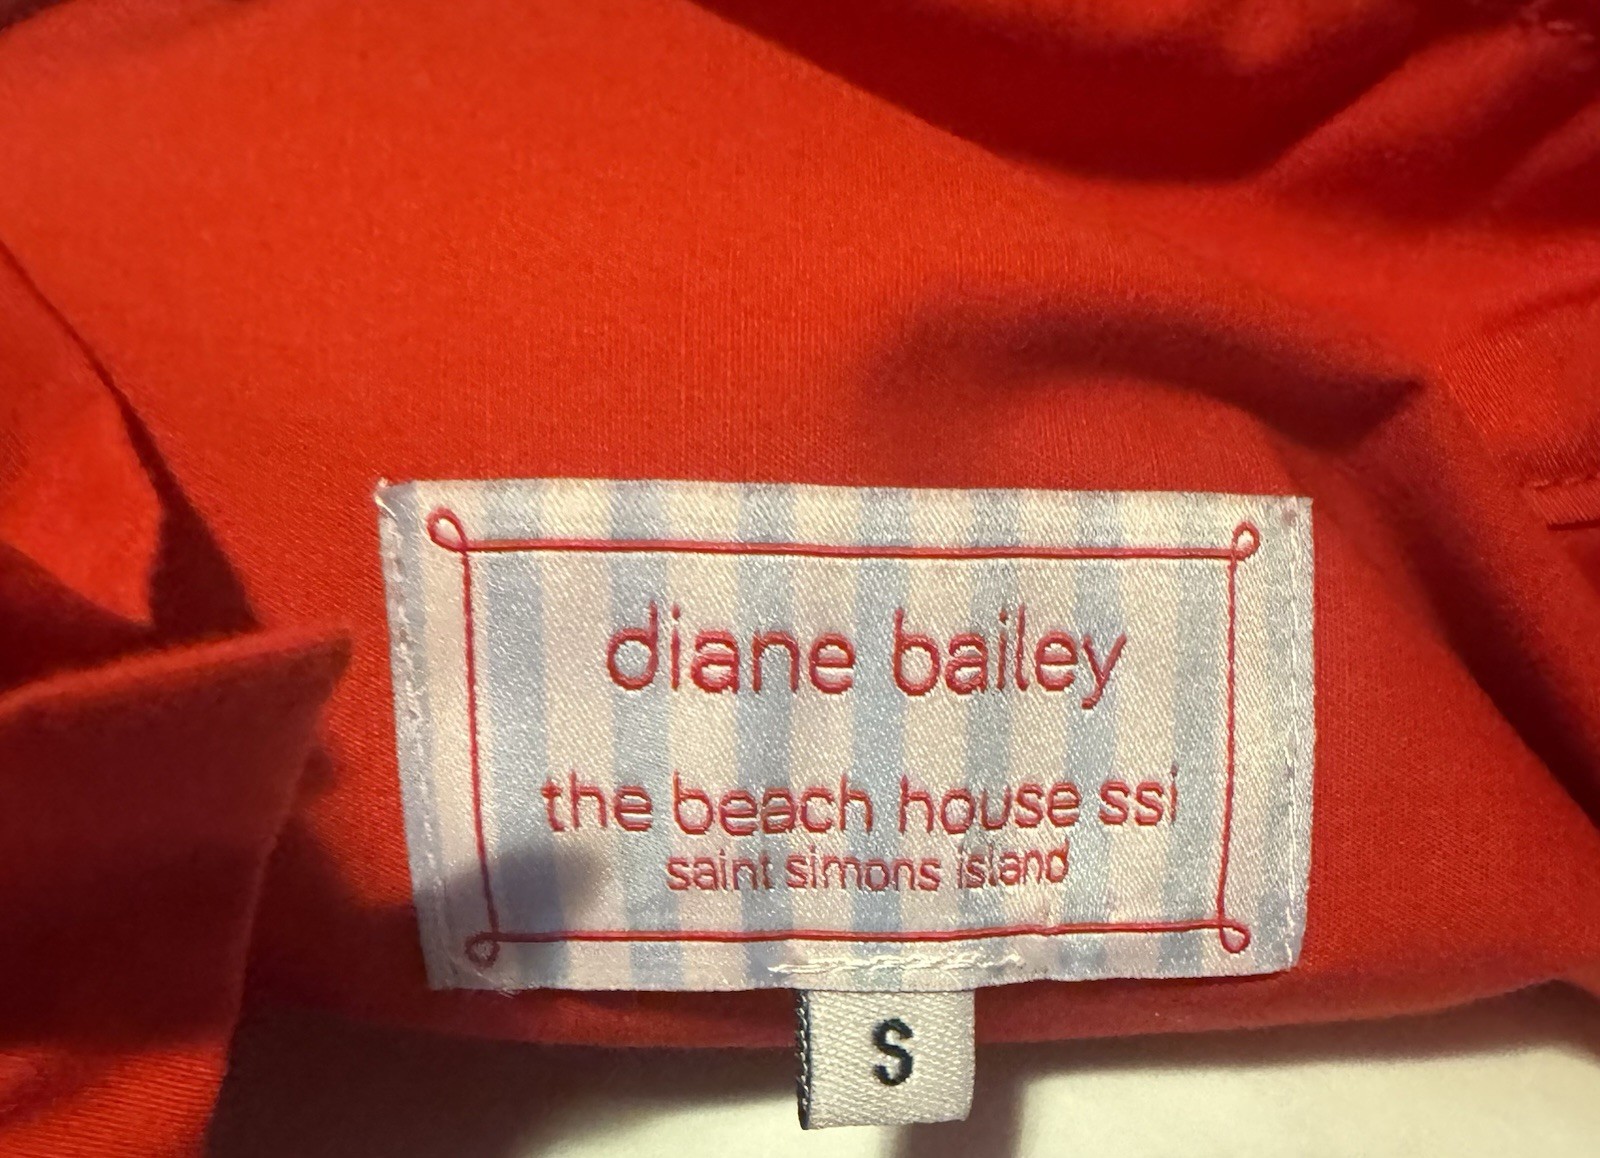 diane bailey
the beach house ssi
saint simons island
S